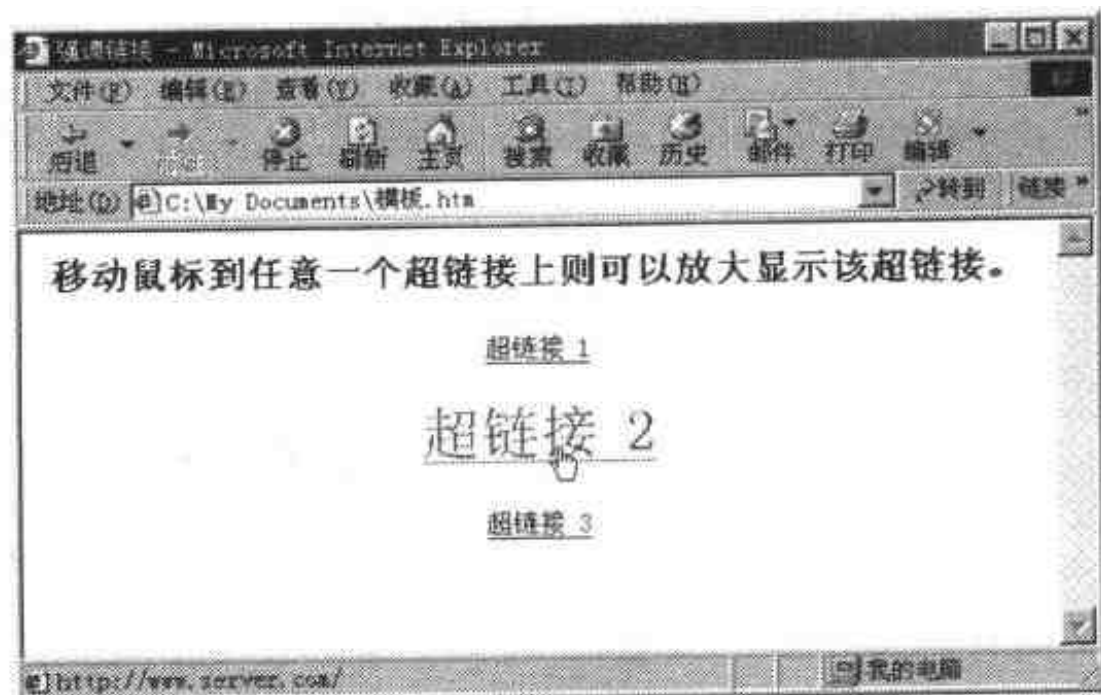 强调链接 - Microsoft Internet Explorer
文件(F) 编辑(E) 查看(V) 收藏(A) 工具(T) 帮助(H)
后退 前进 停止 刷新 主页 搜索 收藏 历史 邮件 打印 编辑
地址(D) C:\My Documents\模板.htm 转到 链接
移动鼠标到任意一个超链接上则可以放大显示该超链接。
超链接 1
超链接 2
超链接 3
http://www.server.com/ 我的电脑